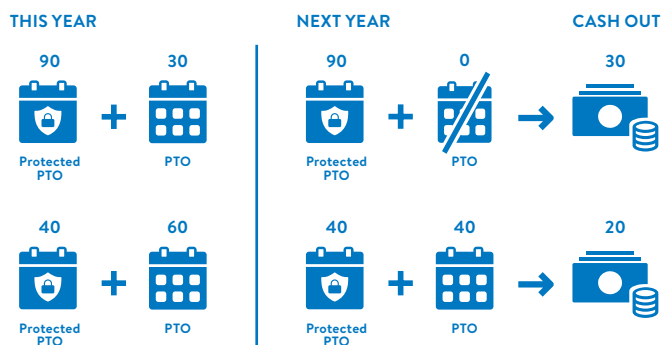 THIS YEAR NEXT YEAR CASH OUT
90 30 90 0 30
Protected PTO PTO Protected PTO PTO
40 60 40 40 20
Protected PTO PTO Protected PTO PTO